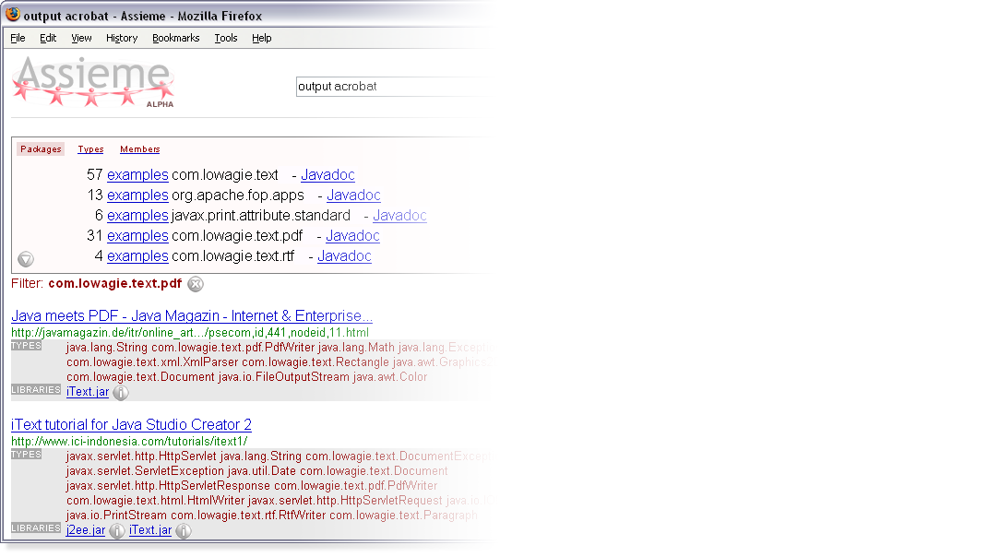 output acrobat - Assieme - Mozilla Firefox
File Edit View History Bookmarks Tools Help
Assieme
ALPHA
output acrobat
Packages Types Members
57 examples com.lowagie.text - Javadoc
13 examples org.apache.fop.apps - Javadoc
6 examples javax.print.attribute.standard - Javadoc
31 examples com.lowagie.text.pdf - Javadoc
4 examples com.lowagie.text.rtf - Javadoc
Filter: com.lowagie.text.pdf
Java meets PDF - Java Magazin - Internet & Enterprise...
http://javamagazin.de/itr/online_art.../psecom,id,441,nodeid,11.html
TYPES java.lang.String com.lowagie.text.pdf.PdfWriter java.lang.Math java.lang.Excepti
com.lowagie.text.xml.XmlParser com.lowagie.text.Rectangle java.awt.Graphics2
com.lowagie.text.Document java.io.FileOutputStream java.awt.Color
LIBRARIES iText.jar
iText tutorial for Java Studio Creator 2
http://www.ici-indonesia.com/tutorials/itext1/
TYPES javax.servlet.http.HttpServlet java.lang.String com.lowagie.text.DocumentExcep
javax.servlet.ServletException java.util.Date com.lowagie.text.Document
javax.servlet.http.HttpServletResponse com.lowagie.text.pdf.PdfWriter
com.lowagie.text.html.HtmlWriter javax.servlet.http.HttpServletRequest java.io.
java.io.PrintStream com.lowagie.text.rtf.RtfWriter com.lowagie.text.Paragraph
LIBRARIES j2ee.jar iText.jar